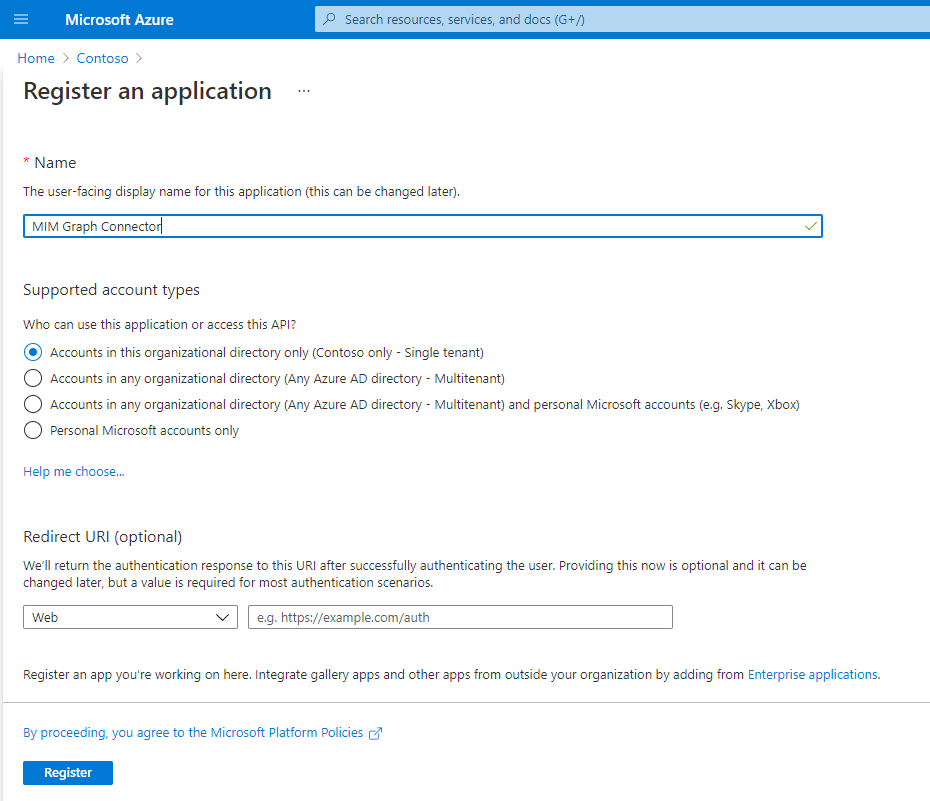 Microsoft Azure
Search resources, services, and docs (G+/)
Home > Contoso >
Register an application ...
* Name
The user-facing display name for this application (this can be changed later).
MIM Graph Connector
Supported account types
Who can use this application or access this API?
Accounts in this organizational directory only (Contoso only - Single tenant)
Accounts in any organizational directory (Any Azure AD directory - Multitenant)
Accounts in any organizational directory (Any Azure AD directory - Multitenant) and personal Microsoft accounts (e.g. Skype, Xbox)
Personal Microsoft accounts only
Help me choose...
Redirect URI (optional)
We'll return the authentication response to this URI after successfully authenticating the user. Providing this now is optional and it can be
changed later, but a value is required for most authentication scenarios.
Web
e.g. https://example.com/auth
Register an app you're working on here. Integrate gallery apps and other apps from outside your organization by adding from Enterprise applications.
By proceeding, you agree to the Microsoft Platform Policies
Register